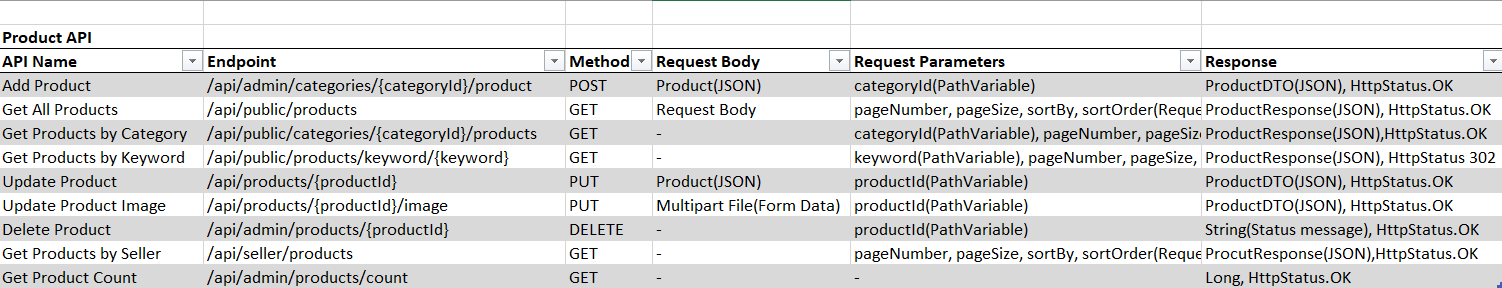 Product API
API Name Endpoint Method Request Body Request Parameters Response
Add Product /api/admin/categories/{categoryId}/product POST Product(JSON) categoryId(PathVariable) ProductDTO(JSON), HttpStatus.OK
Get All Products /api/public/products GET Request Body pageNumber, pageSize, sortBy, sortOrder(Reque ProductResponse(JSON), HttpStatus.OK
Get Products by Category /api/public/categories/{categoryId}/products GET - categoryId(PathVariable), pageNumber, pageSize ProductResponse(JSON),HttpStatus.OK
Get Products by Keyword /api/public/products/keyword/{keyword} GET - keyword(PathVariable), pageNumber, pageSize, ProductResponse(JSON), HttpStatus 302
Update Product /api/products/{productId} PUT Product(JSON) productId(PathVariable) ProductDTO(JSON), HttpStatus.OK
Update Product Image /api/products/{productId}/image PUT Multipart File(Form Data) productId(PathVariable) ProductDTO(JSON), HttpStatus.OK
Delete Product /api/admin/products/{productId} DELETE - productId(PathVariable) String(Status message), HttpStatus.OK
Get Products by Seller /api/seller/products GET - pageNumber, pageSize, sortBy, sortOrder(Reque ProcutResponse(JSON),HttpStatus.OK
Get Product Count /api/admin/products/count GET - - Long, HttpStatus.OK